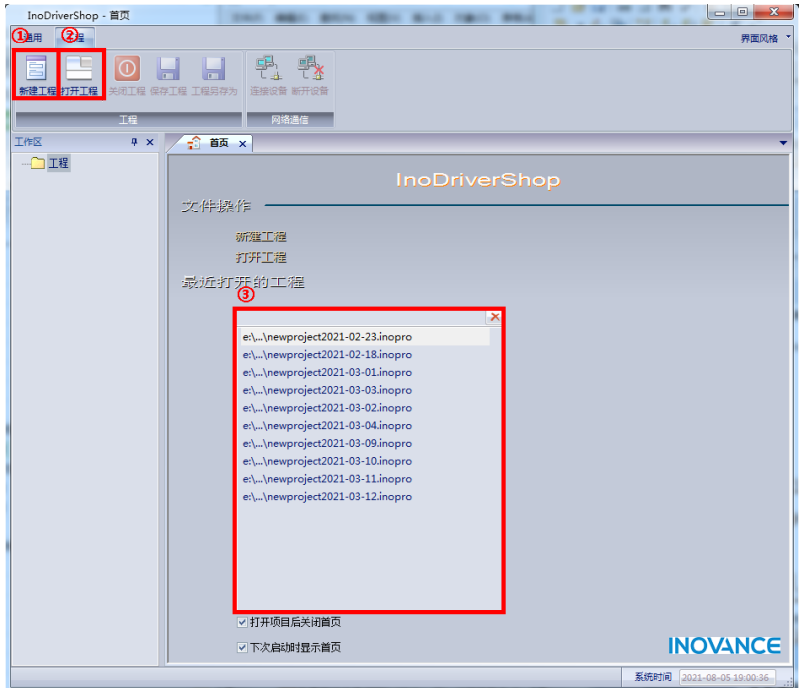 InoDriverShop - 首页
① ②
通用 工程 界面风格
新建工程 打开工程 关闭工程 保存工程 工程另存为 连接设备 断开设备
工程 网络通信
工作区 首页
工程
InoDriverShop
文件操作
新建工程
打开工程
最近打开的工程
③
e:\...\newproject2021-02-23.inopro
e:\...\newproject2021-02-18.inopro
e:\...\newproject2021-03-01.inopro
e:\...\newproject2021-03-03.inopro
e:\...\newproject2021-03-02.inopro
e:\...\newproject2021-03-04.inopro
e:\...\newproject2021-03-09.inopro
e:\...\newproject2021-03-10.inopro
e:\...\newproject2021-03-11.inopro
e:\...\newproject2021-03-12.inopro
打开项目后关闭首页
下次启动时显示首页
INOVANCE
系统时间 2021-08-05 19:00:36